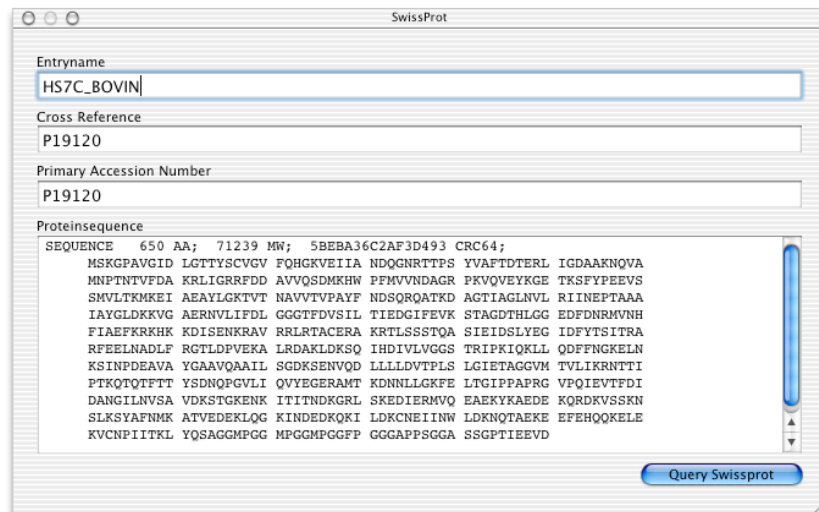 SwissProt
Entryname
HS7C_BOVIN
Cross Reference
P19120
Primary Accession Number
P19120
Proteinsequence
SEQUENCE 650 AA; 71239 MW; 5BEBA36C2AF3D493 CRC64;
MSKGPAVGID LGTTYSCVGV FQHGKVEIIA NDQGNRTTPS YVAFTDTERL IGDAAKNQVA
MNPTNTVFDA KRLIGRRFDD AVVQSDMKHW PFMVVNDAGR PKVQVEYKGE TKSFYPEEVS
SMVLTKMKEI AEAYLGKTVT NAVVTVPAYF NDSQRQATKD AGTIAGLNVL RIINEPTAAA
IAYGLDKKVG AERNVLIFDL GGGTFDVSIL TIEDGIFEVK STAGDTHLGG EDFDNRMVNH
FIAEFKRKHK KDISENKRAV RRLRTACERA KRTLSSSTQA SIEIDSLYEG IDFYTSITRA
RFEELNADLF RGTLDPVEKA LRDAKLDKSQ IHDIVLVGGS TRIPKIQKLL QDFFNGKELN
KSINPDEAVA YGAAVQAAIL SGDKSENVQD LLLLDVTPLS LGIETAGGVM TVLIKRNTTI
PTKQTQTFTT YSDNQPGVLI QVYEGERAMT KDNNLLGKFE LTGIPPAPRG VPQIEVTFDI
DANGILNVSA VDKSTGKENK ITITNDKGRL SKEDIERMVQ EAEKYKAEDE KQRDKVSSKN
SLKSYAFNMK ATVEDEKLQG KINDEDKQKI LDKCNEIINW LDKNQTAEKE EFEHQQKELE
KVCNPIITKL YQSAGGMPGG MPGGMPGGFP GGGAPPSGGA SSGPTIEEVD
Query Swissprot